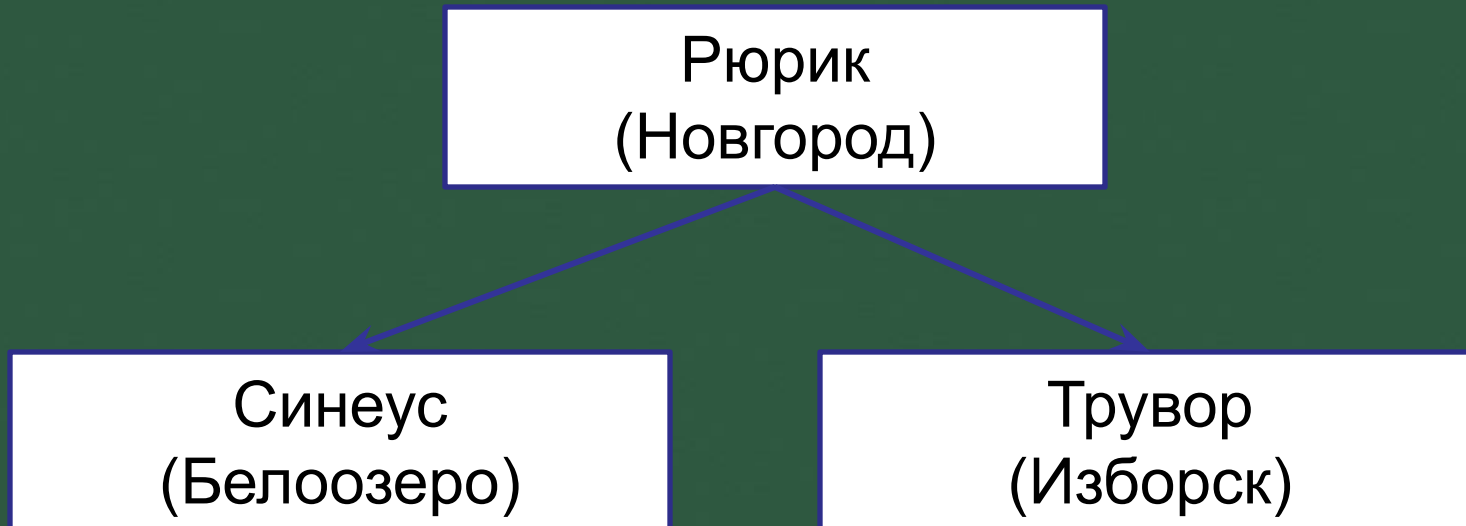 Рюрик
(Новгород)
Синеус
(Белоозеро)
Трувор
(Изборск)